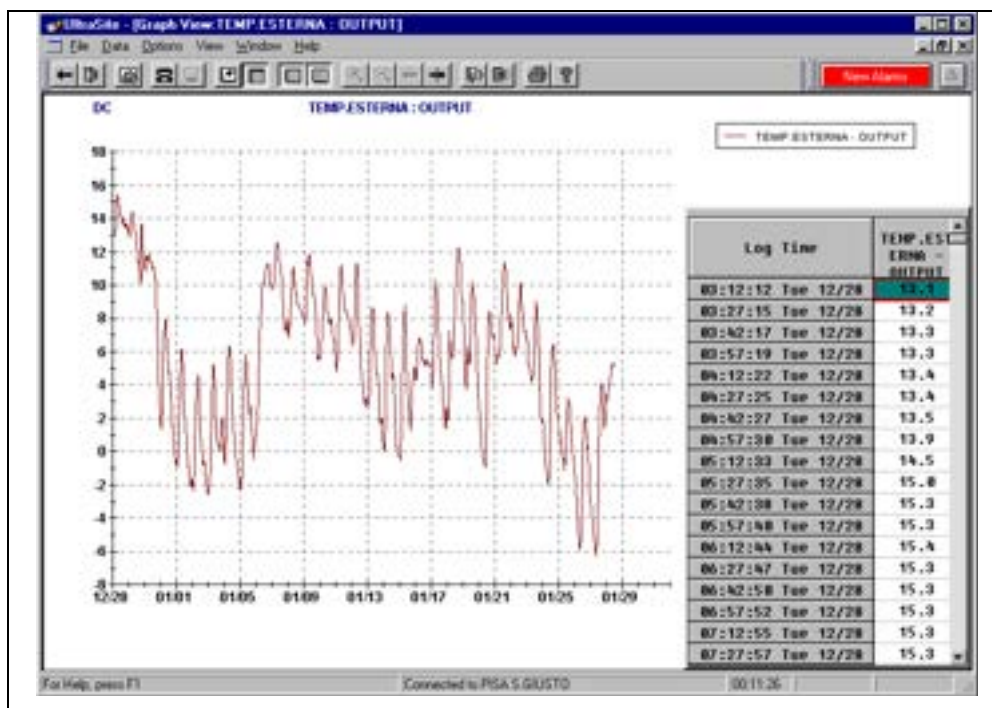 UltraSite - [Graph View:TEMP.ESTERNA : OUTPUT]
File Data Options View Window Help
New Alarms
DC
TEMP.ESTERNA : OUTPUT
TEMP.ESTERNA - OUTPUT
18
16
14
12
10
8
6
4
2
0
-2
-4
-6
-8
12/28 01/01 01/05 01/09 01/13 01/17 01/21 01/25 01/29
Log Time
TEMP.EST
ERNA -
OUTPUT
03:12:12 Tue 12/28 13.1
03:27:15 Tue 12/28 13.2
03:42:17 Tue 12/28 13.3
03:57:19 Tue 12/28 13.3
04:12:22 Tue 12/28 13.4
04:27:25 Tue 12/28 13.4
04:42:27 Tue 12/28 13.5
04:57:30 Tue 12/28 13.9
05:12:33 Tue 12/28 14.5
05:27:35 Tue 12/28 15.0
05:42:38 Tue 12/28 15.3
05:57:40 Tue 12/28 15.3
06:12:44 Tue 12/28 15.4
06:27:47 Tue 12/28 15.3
06:42:50 Tue 12/28 15.3
06:57:52 Tue 12/28 15.3
07:12:55 Tue 12/28 15.3
07:27:57 Tue 12/28 15.3
For Help, press F1
Connected to PISA S.GIUSTO
00:11:26